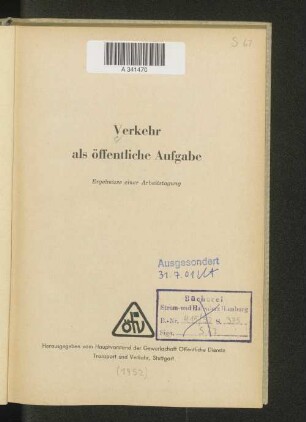 S 67
A 341470
Verkehr
als öffentliche Aufgabe
Ergebnisse einer Arbeitstagung
Ausgesondert
31.7.01
Bücherei
ÖTV
Herausgegeben vom Hauptvorstand der Gewerkschaft Öffentliche Dienste
Transport und Verkehr, Stuttgart
(1952)